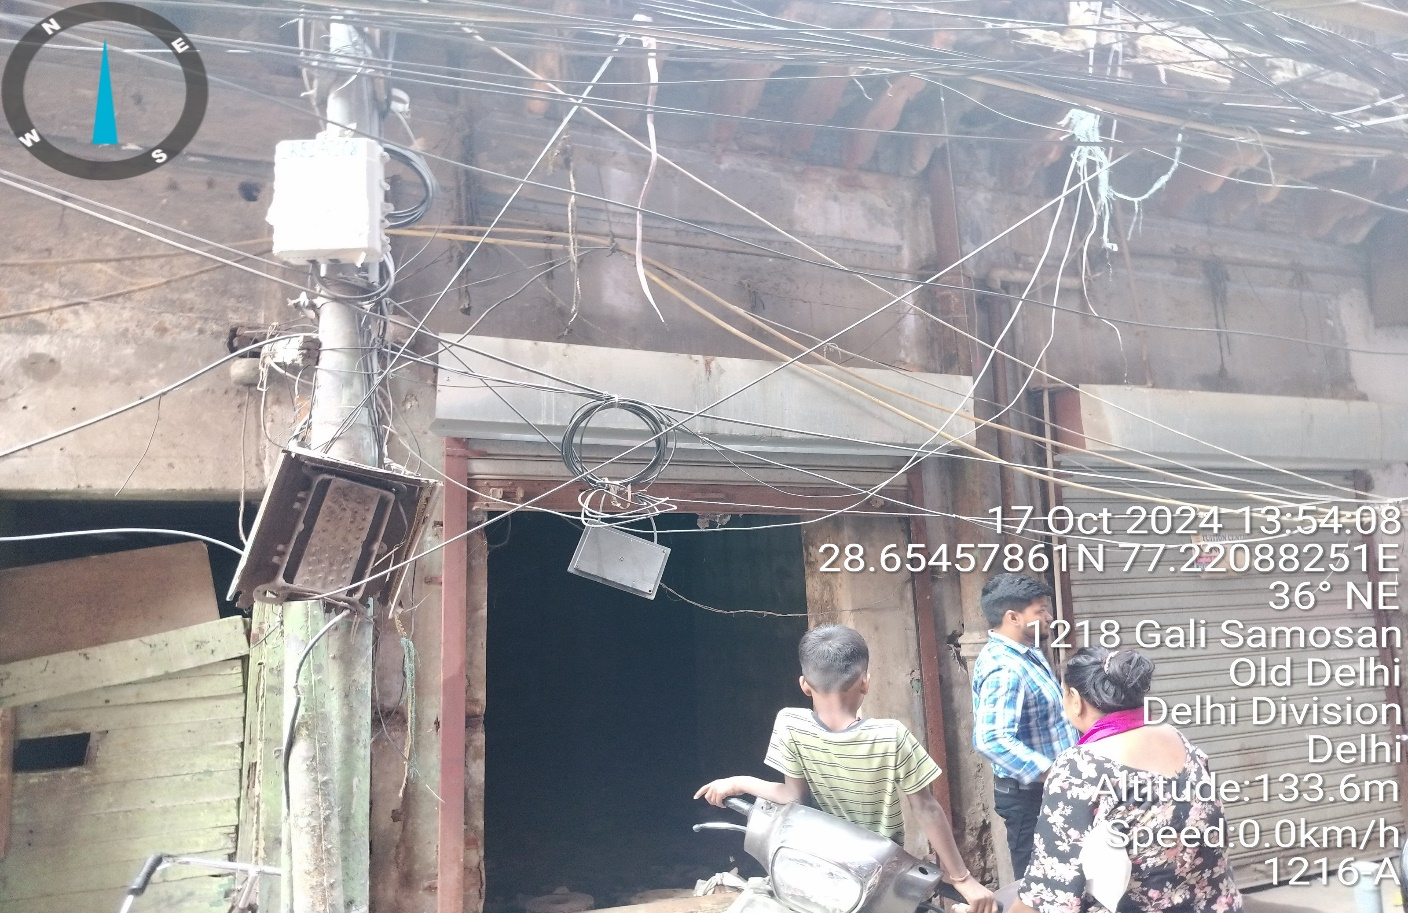 N
E
W
S
17 Oct 2024 13:54:08
28.65457861N 77.22088251E
36° NE
1218 Gali Samosan
Old Delhi
Delhi Division
Delhi
Altitude:133.6m
Speed:0.0km/h
1216-A